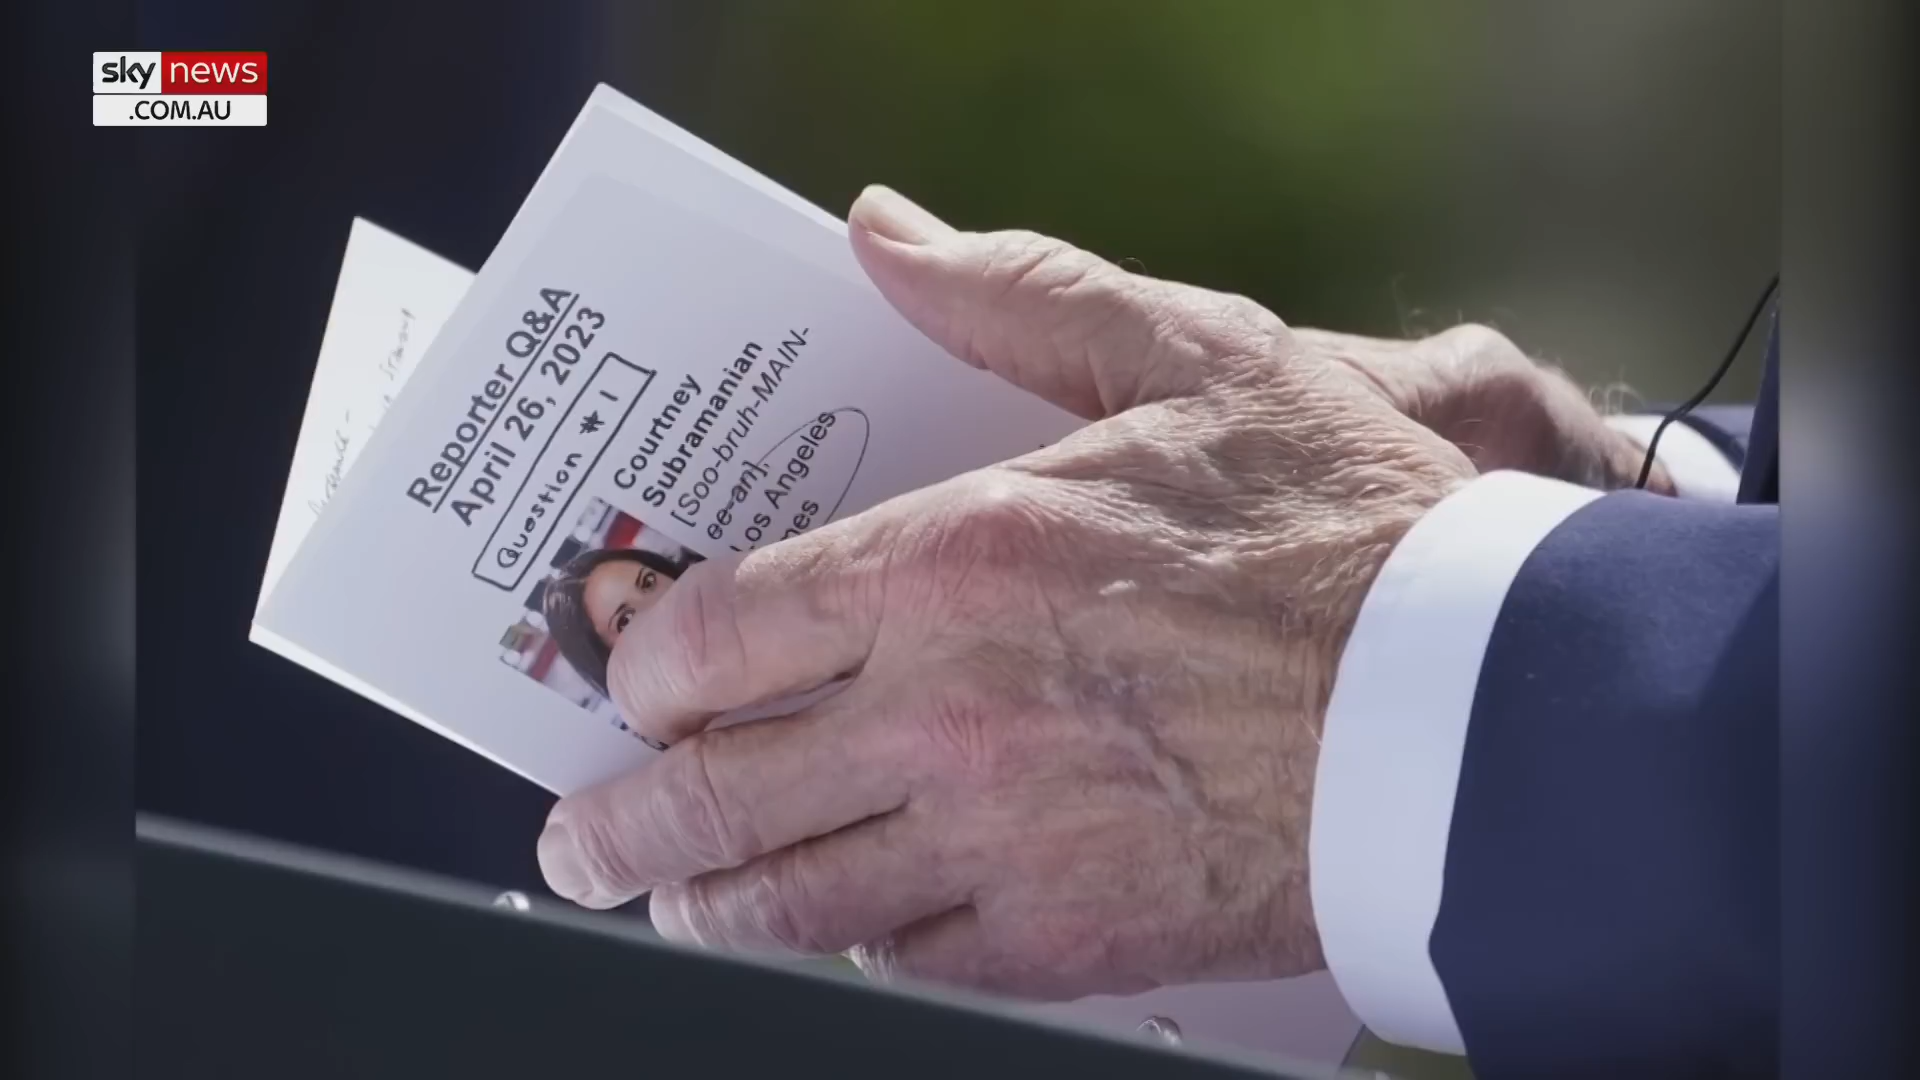 sky news
.COM.AU
Reporter Q&A
April 26, 2023
Question # 1
Courtney
Subramanian
[Soo-bruh-MAIN-
ee-an],
Los Angeles